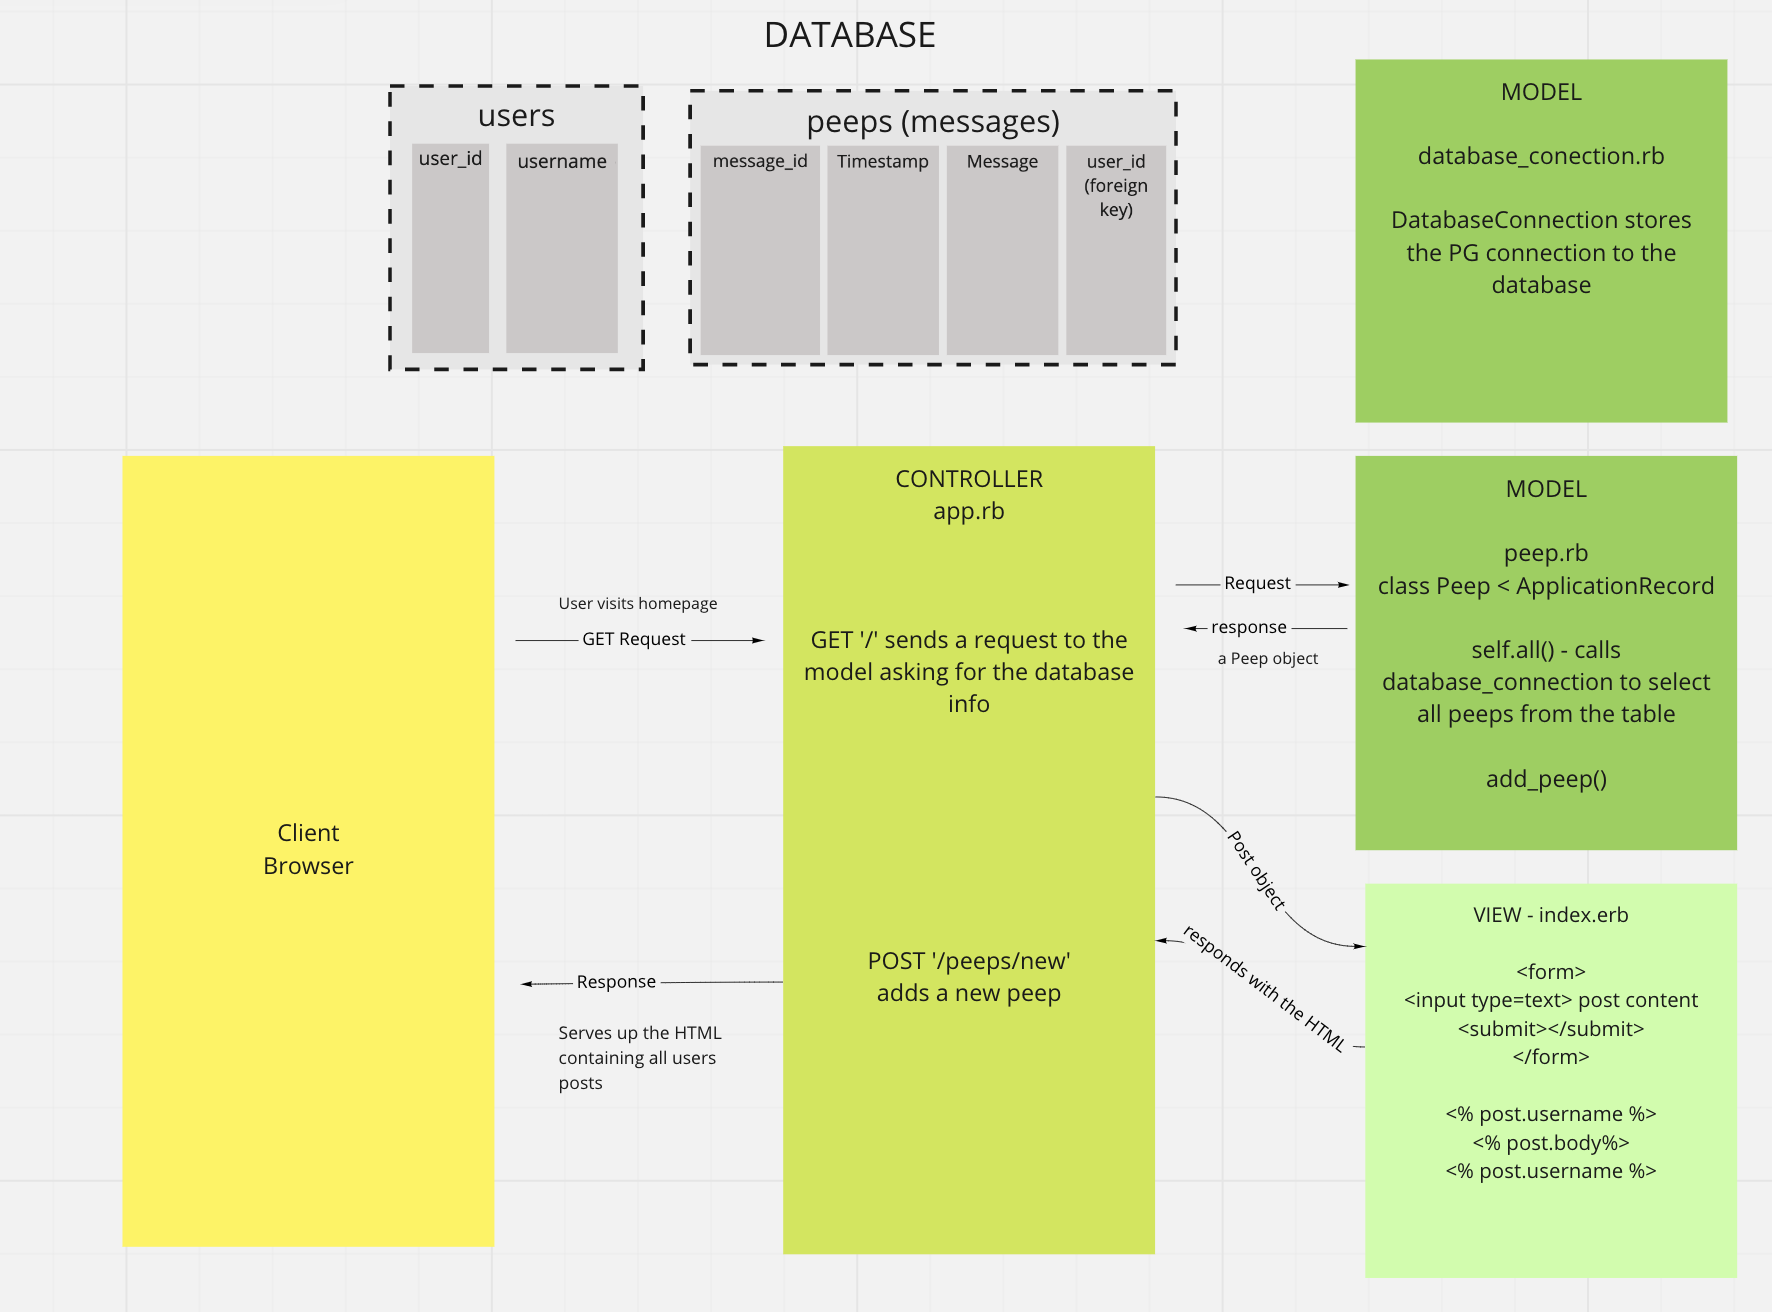 DATABASE
users
user_id
username
peeps (messages)
message_id
Timestamp
Message
user_id
(foreign
key)
MODEL
database_conection.rb
DatabaseConnection stores
the PG connection to the
database
Client
Browser
User visits homepage
GET Request
Response
Serves up the HTML
containing all users
posts
CONTROLLER
app.rb
GET '/' sends a request to the
model asking for the database
info
POST '/peeps/new'
adds a new peep
Request
response
a Peep object
Post object
responds with the HTML
MODEL
peep.rb
class Peep < ApplicationRecord
self.all() - calls
database_connection to select
all peeps from the table
add_peep()
VIEW - index.erb
<form>
<input type=text> post content
<submit></submit>
</form>
<% post.username %>
<% post.body%>
<% post.username %>